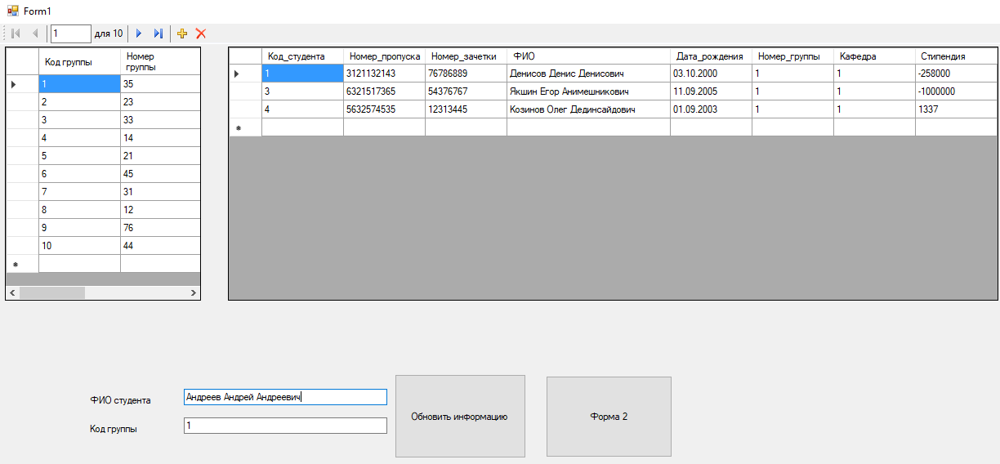 Form1
1 для 10
Код группы Номер группы
1 35
2 23
3 33
4 14
5 21
6 45
7 31
8 12
9 76
10 44
Код_студента Номер_пропуска Номер_зачетки ФИО Дата_рождения Номер_группы Кафедра Стипендия
1 3121132143 76786889 Денисов Денис Денисович 03.10.2000 1 1 -258000
3 6321517365 54376767 Якшин Егор Анимешникович 11.09.2005 1 1 -1000000
4 5632574535 12313445 Козинов Олег Дединсайдович 01.09.2003 1 1 1337
ФИО студента Андреев Андрей Андреевич
Код группы 1
Обновить информацию
Форма 2